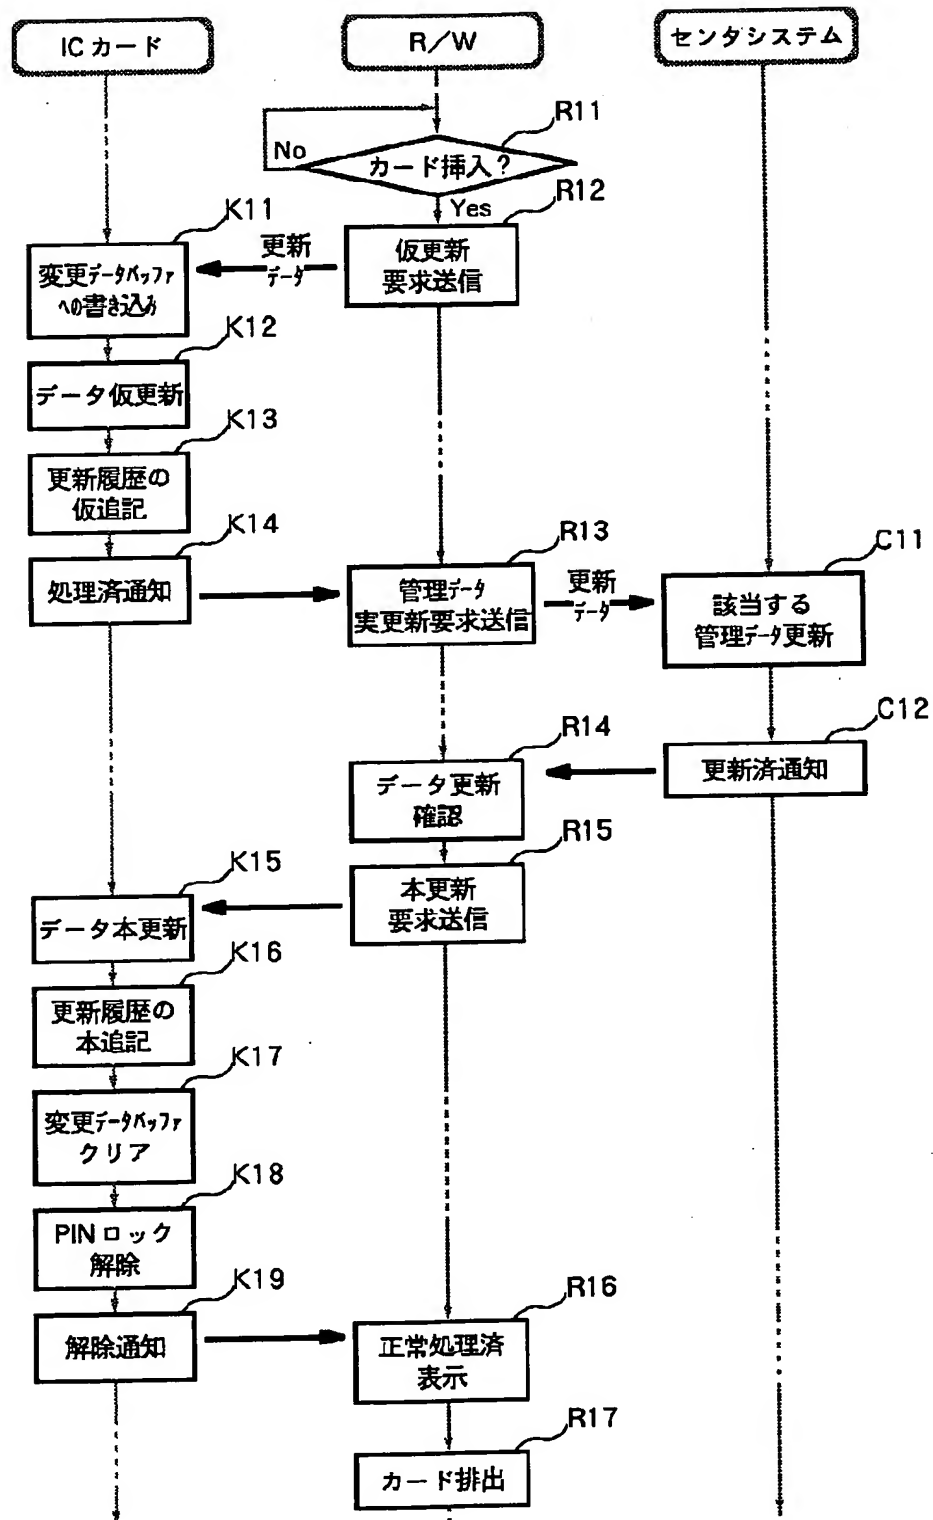 ICカード
R/W
センタシステム
R11
No
カード挿入?
R12
Yes
K11
更新
データ
仮更新
要求送信
変更データバッファ
への書き込み
K12
データ仮更新
K13
更新履歴の
仮追記
K14
R13
C11
処理済通知
管理データ
実更新要求送信
更新
データ
該当する
管理データ更新
C12
R14
更新済通知
データ更新
確認
R15
K15
本更新
要求送信
データ本更新
K16
更新履歴の
本追記
K17
変更データバッファ
クリア
K18
PINロック
解除
K19
R16
解除通知
正常処理済
表示
R17
カード排出